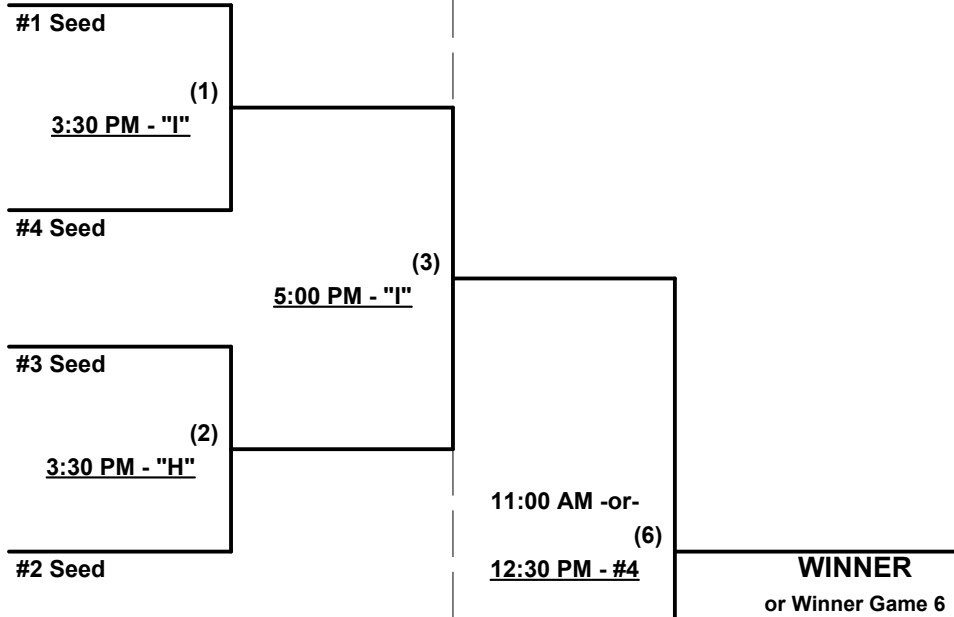 #1 Seed
(1)
3:30 PM - "I"
#4 Seed
(3)
5:00 PM - "I"
#3 Seed
(2)
3:30 PM - "H"
#2 Seed
11:00 AM -or-
(6)
12:30 PM - #4
WINNER
or Winner Game 6